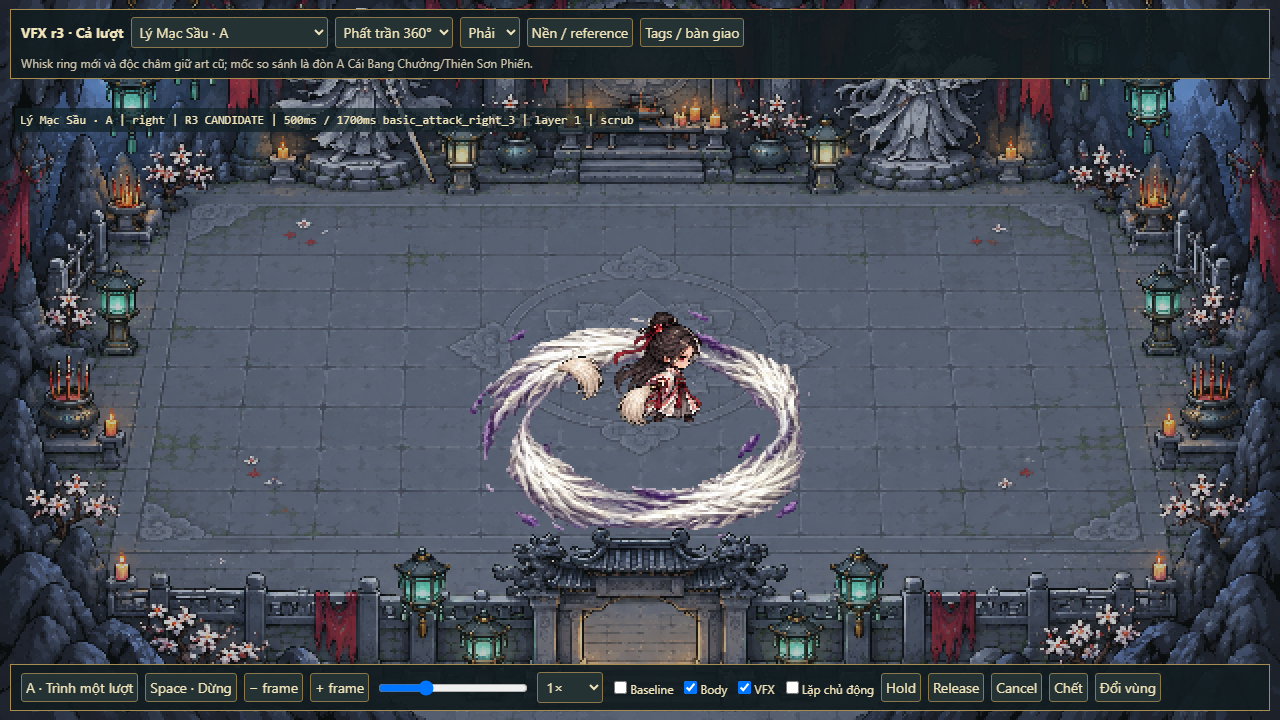 VFX r3 · Cả lượt Lý Mạc Sầu · A Phất trần 360° Phải Nền / reference Tags / bàn giao
Whisk ring mới và độc châm giữ art cũ; mốc so sánh là đòn A Cái Bang Chưởng/Thiên Sơn Phiến.
Lý Mạc Sầu · A | right | R3 CANDIDATE | 500ms / 1700ms basic_attack_right_3 | layer 1 | scrub
A · Trình một lượt Space · Dừng − frame + frame 1× Baseline Body VFX Lặp chủ động Hold Release Cancel Chết Đổi vùng